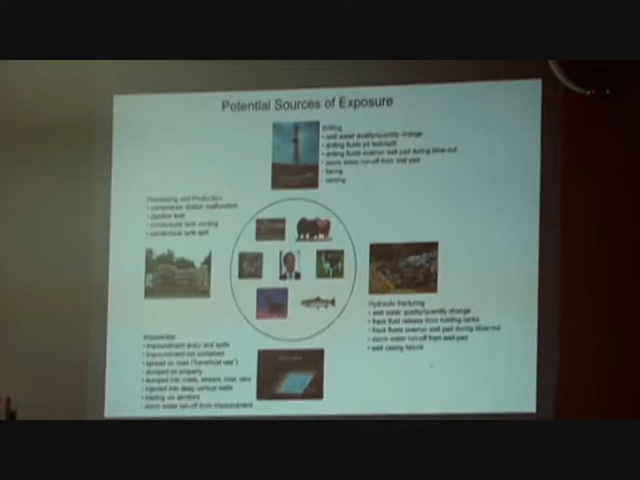 Potential Sources of Exposure
Drilling
• well water quality/quantity change
• drilling fluids pit leak/spill
• drilling fluids overrun well pad during blow-out
• storm water run-off from well pad
• flaring
• venting
Processing and Production
• compressor station malfunction
• pipeline leak
• condensate tank venting
• condensate tank spill
Hydraulic fracturing
• well water quality/quantity change
• frack fluid release from holding tanks
• frack fluids overrun well pad during blow-out
• storm water run-off from well pad
• well casing failure
Wastewater
• impoundment leaks and spills
• impoundment not contained
• spread on road ("beneficial use")
• dumped on property
• dumped into creek, stream, river, lake
• injected into deep vertical wells
• misting via aerators
• storm water run-off from impoundment